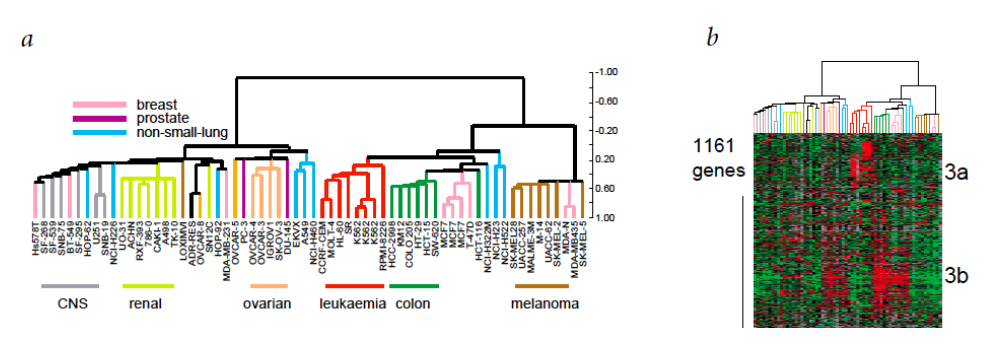 a
breast
prostate
non-small-lung
-1.00
-0.60
-0.20
0.20
0.60
1.00
Hs578T
SF-268
SF-539
SNB-75
BT-549
SF-295
HOP-62
U251
SNB-19
NCI-H226
UO-31
ACHN
RXF-393
786-0
CAKI-1
A498
TK-10
LOXIMVI
ADR-RES
OVCAR-8
SN12C
HOP-92
MDA-MB-231
OVCAR-5
PC-3
OVCAR-4
OVCAR-3
IGROV1
SK-OV-3
DU-145
EKVX
A549
NCI-H460
CCRF-CEM
MOLT-4
HL-60
SR
K562
K562
K562
RPMI-8226
HCC-2998
KM12
COLO-205
HT-29
HCT-15
SW-620
MCF7
MCF7
MCF7
T-47D
HCT-116
NCI-H322M
NCI-H23
NCI-H522
SK-MEL28
UACC-257
MALME-3M
M-14
UACC-62
SK-MEL-2
MDA-N
SK-MEL-5
CNS
renal
ovarian
leukaemia
colon
melanoma
b
1161
genes
3a
3b